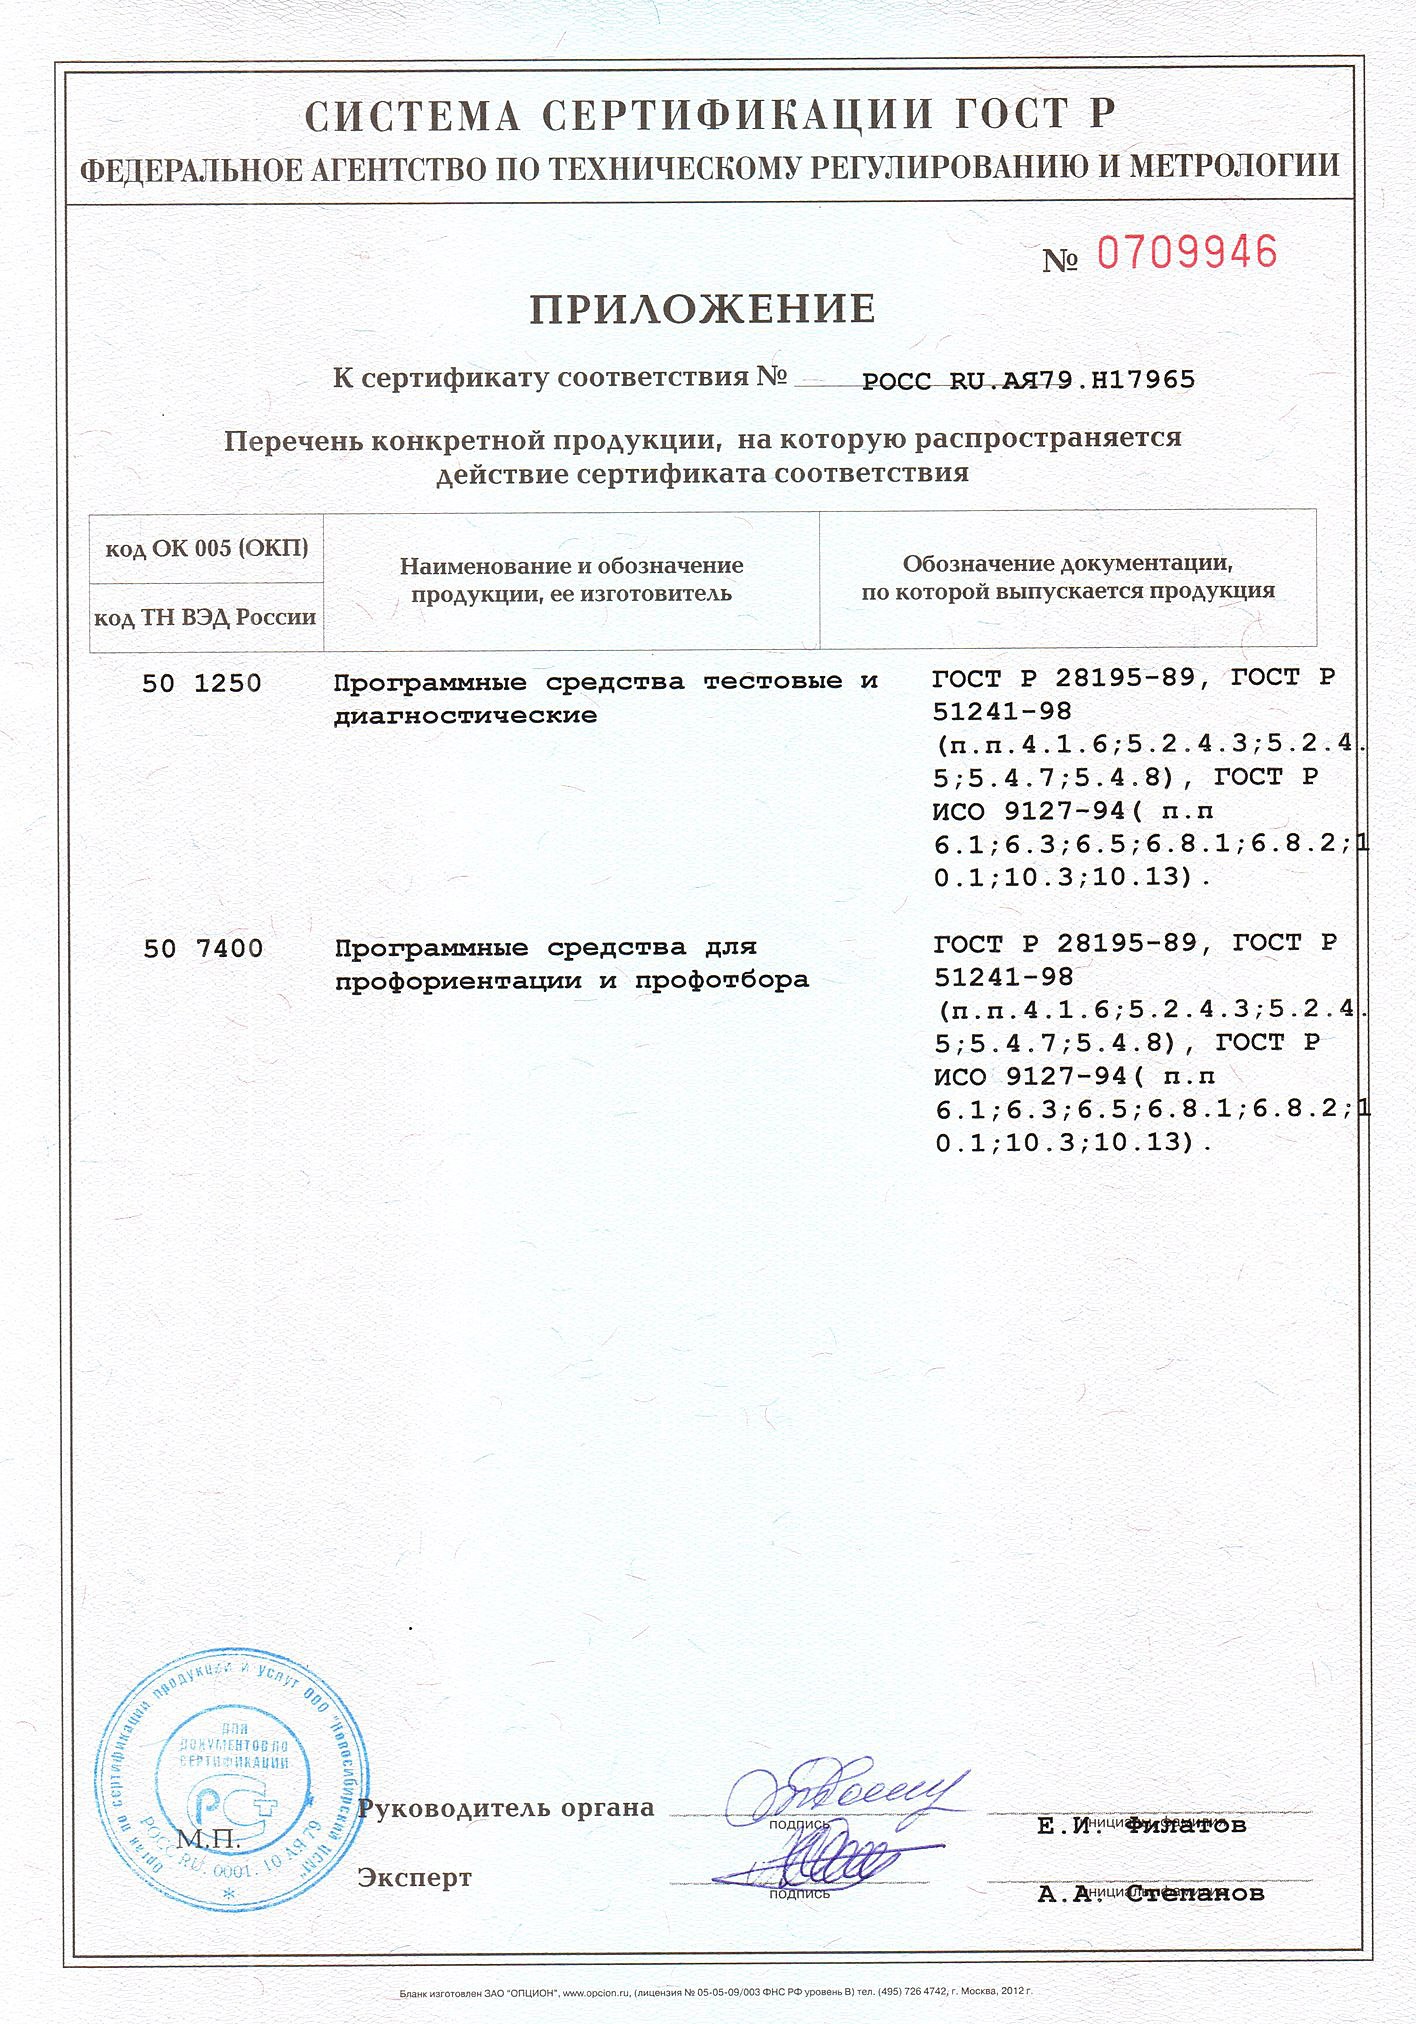 СИСТЕМА СЕРТИФИКАЦИИ ГОСТ Р
ФЕДЕРАЛЬНОЕ АГЕНТСТВО ПО ТЕХНИЧЕСКОМУ РЕГУЛИРОВАНИЮ И МЕТРОЛОГИИ
№ 0709946
ПРИЛОЖЕНИЕ
К сертификату соответствия № РОСС RU.АЯ79.Н17965
Перечень конкретной продукции, на которую распространяется
действие сертификата соответствия
код ОК 005 (ОКП)
код ТН ВЭД России
Наименование и обозначение
продукции, ее изготовитель
Обозначение документации,
по которой выпускается продукция
50 1250
Программные средства тестовые и
диагностические
ГОСТ Р 28195-89, ГОСТ Р
51241-98
(п.п.4.1.6;5.2.4.3;5.2.4.
5;5.4.7;5.4.8), ГОСТ Р
ИСО 9127-94( п.п
6.1;6.3;6.5;6.8.1;6.8.2;1
0.1;10.3;10.13).
50 7400
Программные средства для
профориентации и профотбора
ГОСТ Р 28195-89, ГОСТ Р
51241-98
(п.п.4.1.6;5.2.4.3;5.2.4.
5;5.4.7;5.4.8), ГОСТ Р
ИСО 9127-94( п.п
6.1;6.3;6.5;6.8.1;6.8.2;1
0.1;10.3;10.13).
орган по сертификации продукции и услуг ООО "Новосибирский ЦСМ"
ДЛЯ
ДОКУМЕНТОВ ПО
СЕРТИФИКАЦИИ
РОСС RU. 0001. 10 АЯ 79
М.П.
Руководитель органа
подпись
инициалы, фамилия
Е.И. Филатов
Эксперт
подпись
инициалы, фамилия
А.А. Степанов
Бланк изготовлен ЗАО "ОПЦИОН", www.opcion.ru, (лицензия № 05-05-09/003 ФНС РФ уровень В) тел. (495) 726 4742, г. Москва, 2012 г.